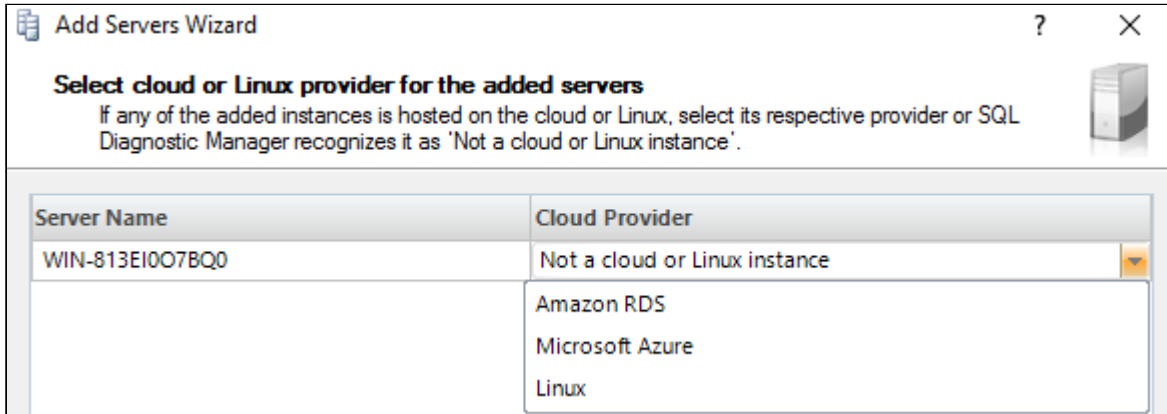 Add Servers Wizard ? ✕
Select cloud or Linux provider for the added servers
If any of the added instances is hosted on the cloud or Linux, select its respective provider or SQL
Diagnostic Manager recognizes it as 'Not a cloud or Linux instance'.
Server Name Cloud Provider
WIN-813EI0O7BQ0 Not a cloud or Linux instance
Amazon RDS
Microsoft Azure
Linux